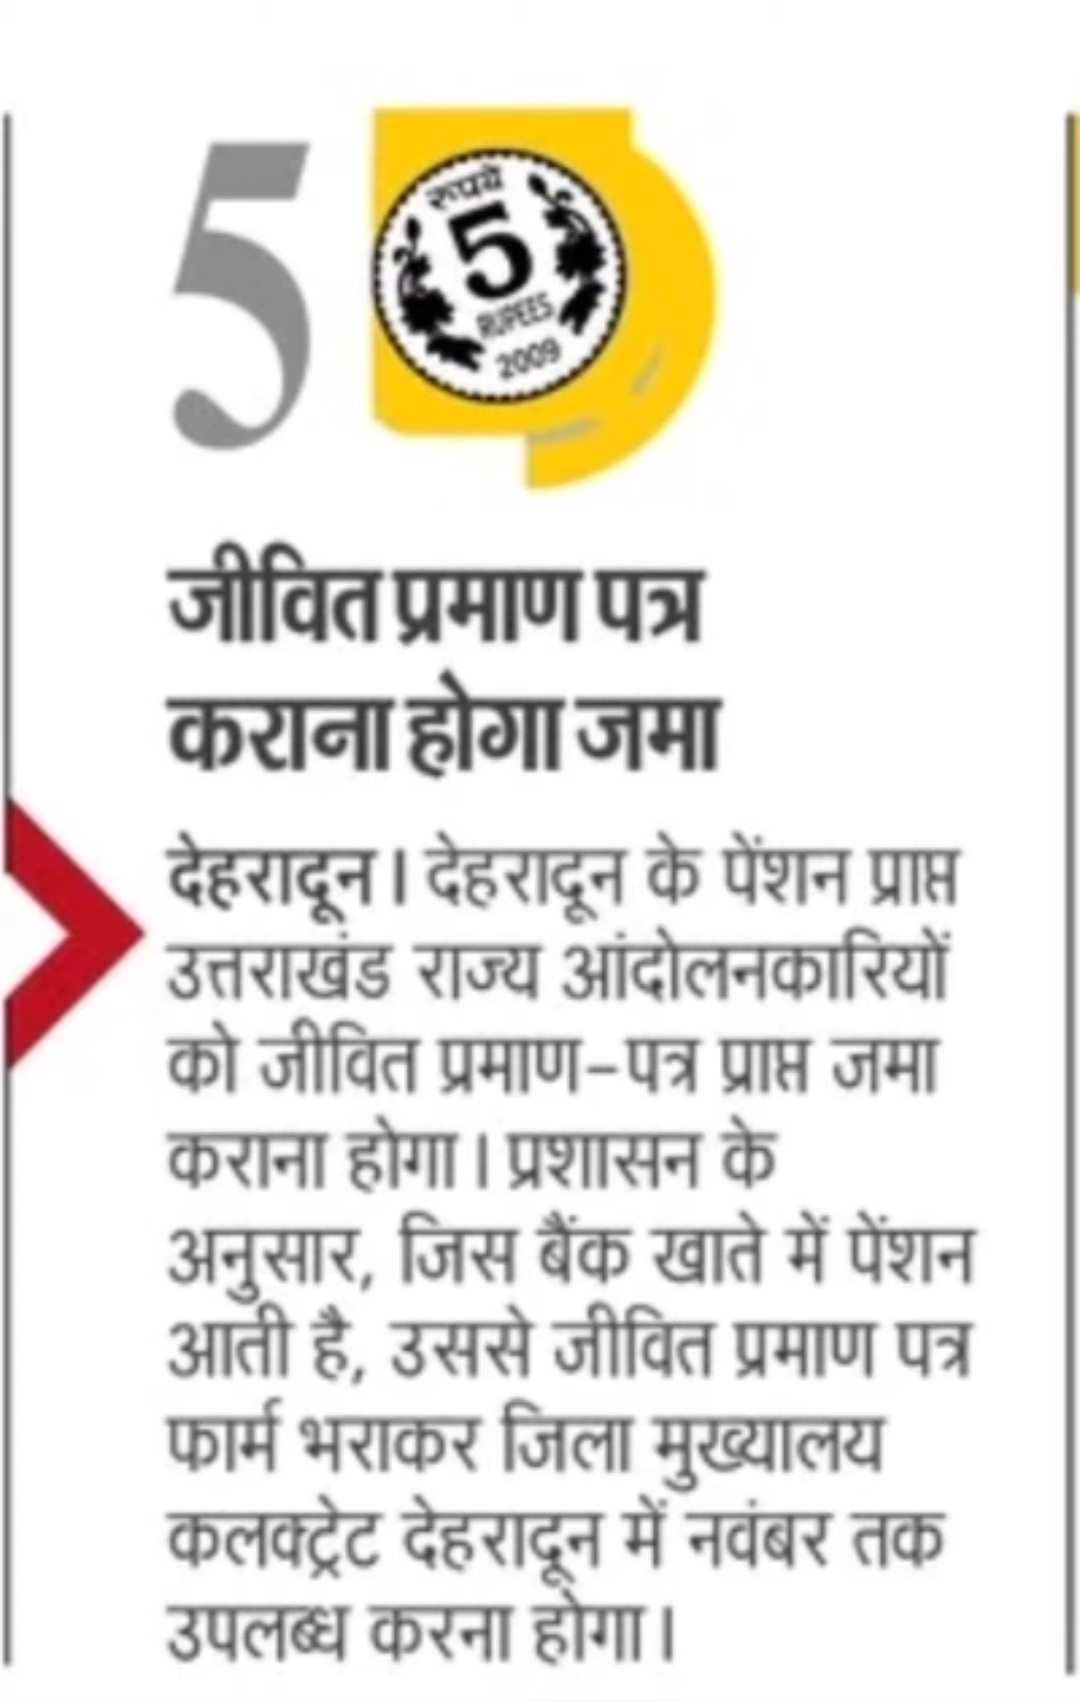 5
रुपये
5
RUPEES
2009
जीवित प्रमाण पत्र
कराना होगा जमा
देहरादून। देहरादून के पेंशन प्राप्त
उत्तराखंड राज्य आंदोलनकारियों
को जीवित प्रमाण-पत्र प्राप्त जमा
कराना होगा। प्रशासन के
अनुसार, जिस बैंक खाते में पेंशन
आती है, उससे जीवित प्रमाण पत्र
फार्म भराकर जिला मुख्यालय
कलक्ट्रेट देहरादून में नवंबर तक
उपलब्ध करना होगा।